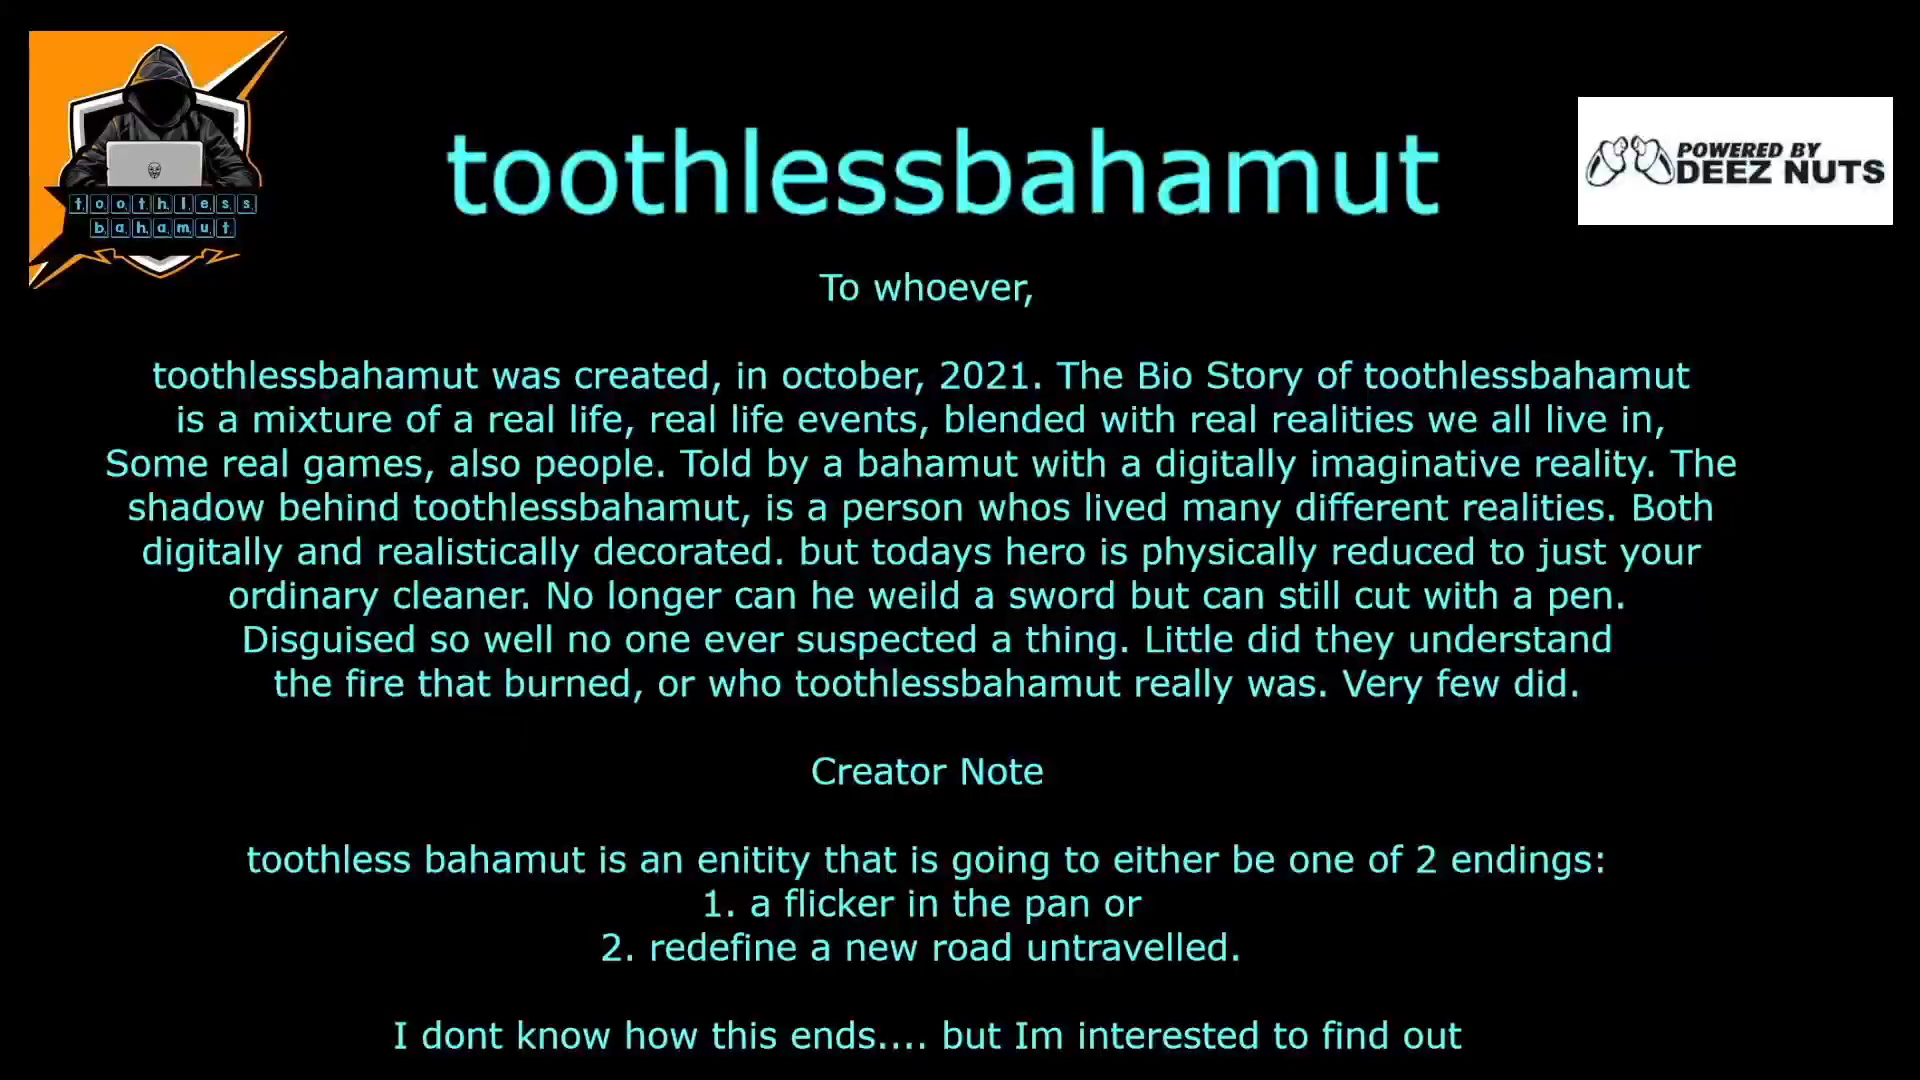 toothless
bahamut
toothlessbahamut
POWERED BY
DEEZ NUTS
To whoever,
toothlessbahamut was created, in october, 2021. The Bio Story of toothlessbahamut
is a mixture of a real life, real life events, blended with real realities we all live in,
Some real games, also people. Told by a bahamut with a digitally imaginative reality. The
shadow behind toothlessbahamut, is a person whos lived many different realities. Both
digitally and realistically decorated. but todays hero is physically reduced to just your
ordinary cleaner. No longer can he weild a sword but can still cut with a pen.
Disguised so well no one ever suspected a thing. Little did they understand
the fire that burned, or who toothlessbahamut really was. Very few did.
Creator Note
toothless bahamut is an enitity that is going to either be one of 2 endings:
1. a flicker in the pan or
2. redefine a new road untravelled.
I dont know how this ends.... but Im interested to find out